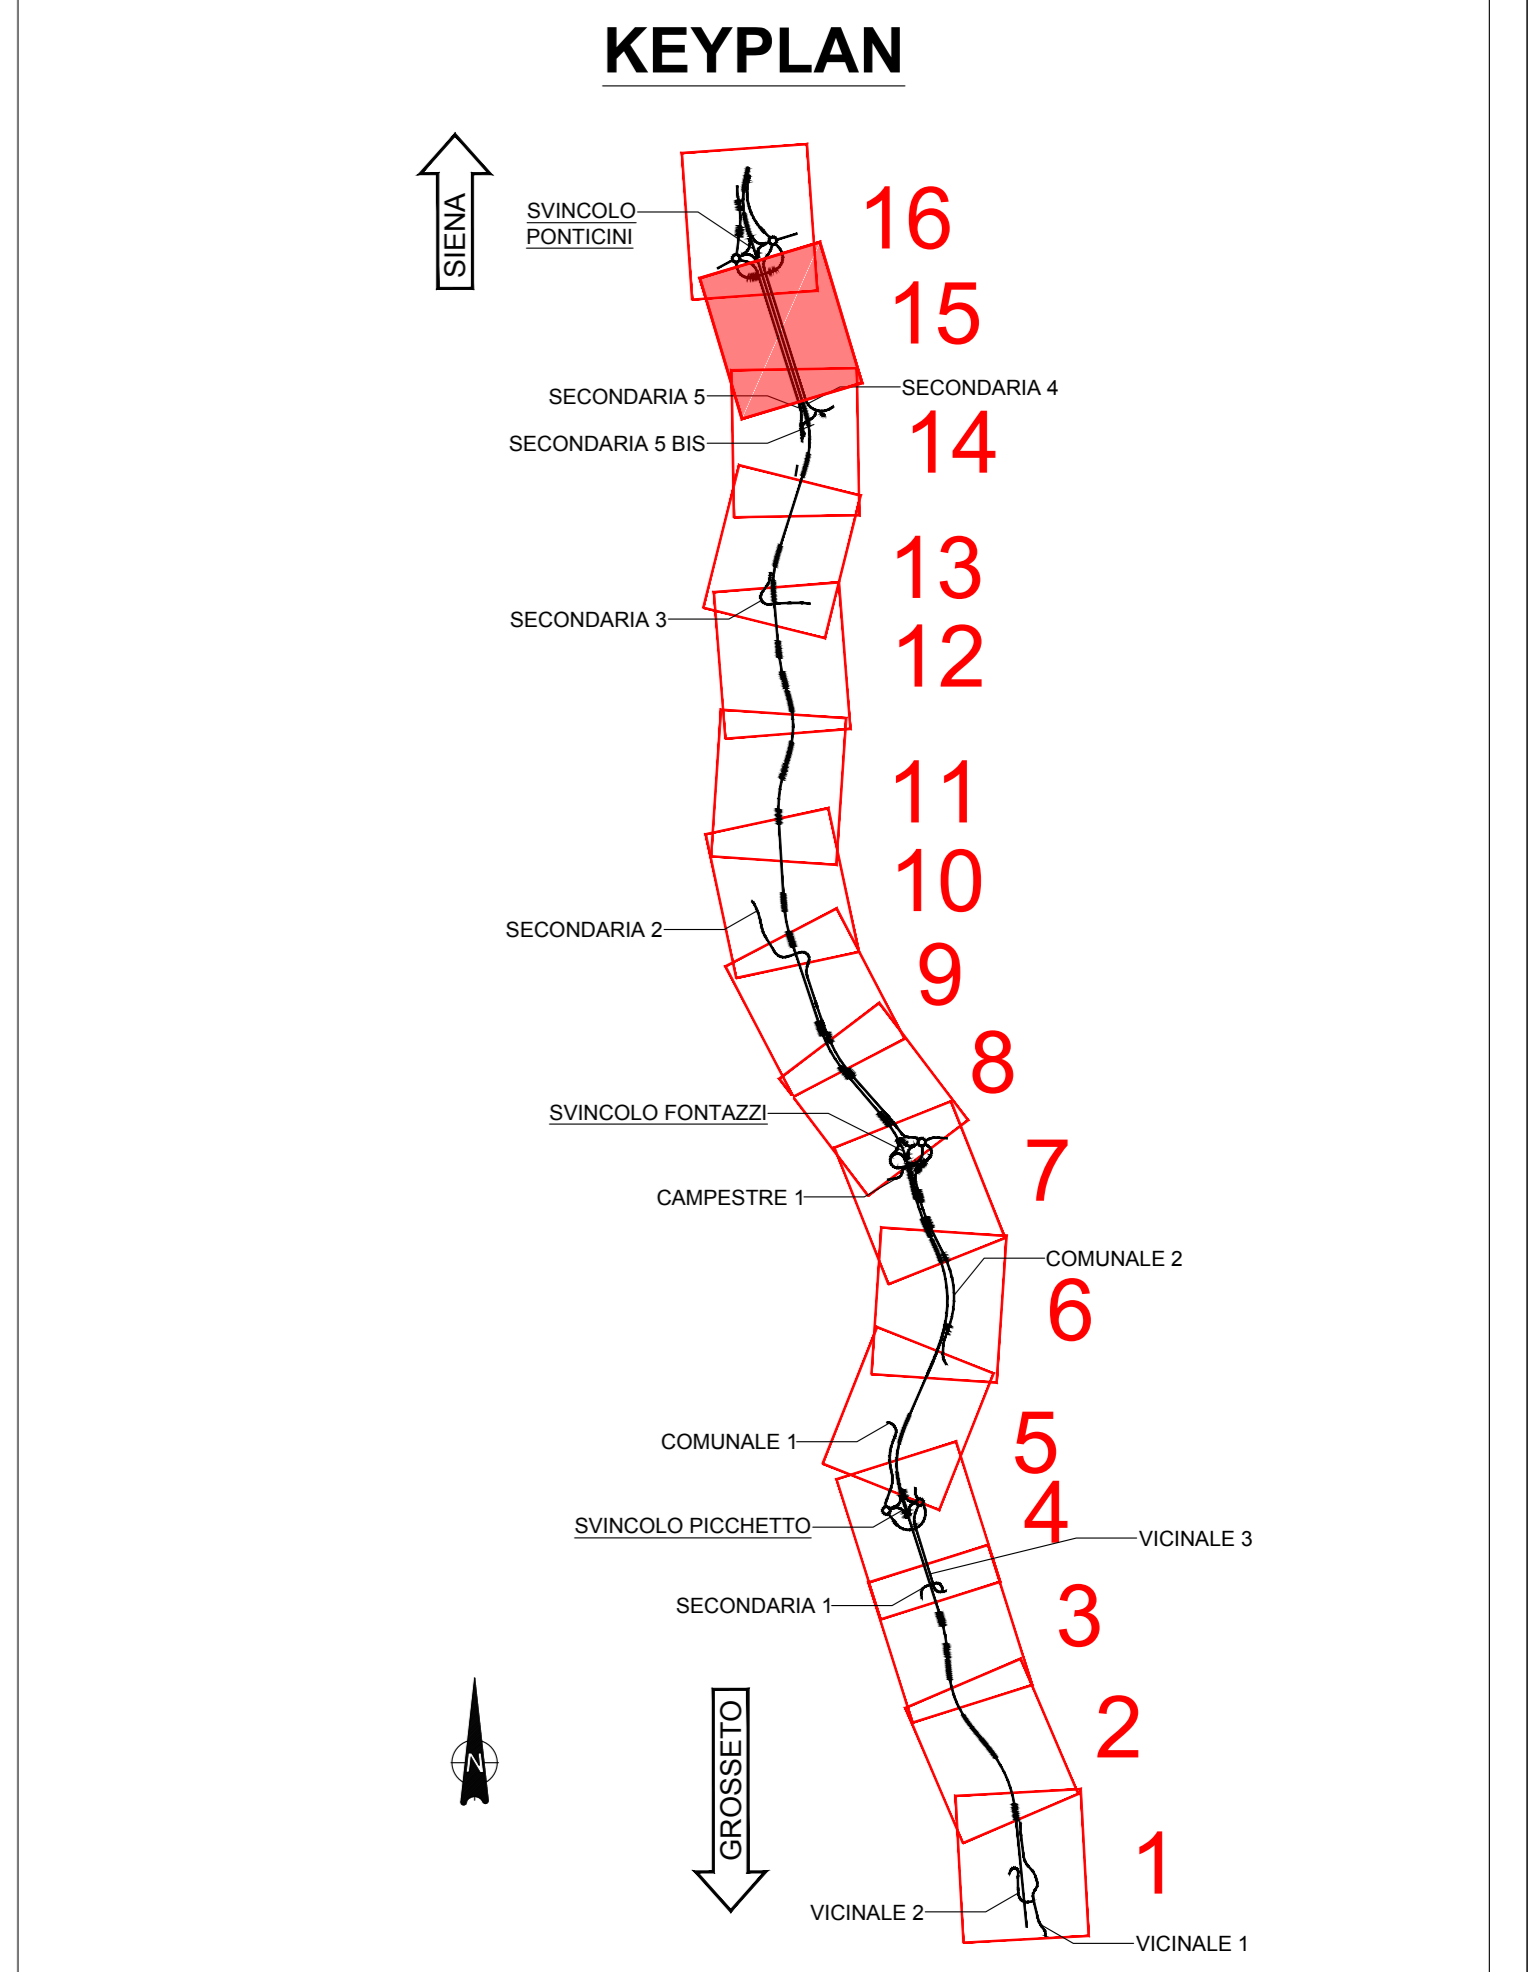 KEYPLAN
SIENA
SVINCOLO
PONTICINI
16
15
SECONDARIA 5
SECONDARIA 4
14
SECONDARIA 5 BIS
13
SECONDARIA 3
12
11
10
SECONDARIA 2
9
8
SVINCOLO FONTAZZI
7
CAMPESTRE 1
COMUNALE 2
6
COMUNALE 1
5
4
SVINCOLO PICCHETTO
VICINALE 3
SECONDARIA 1
3
2
N
GROSSETO
1
VICINALE 2
VICINALE 1